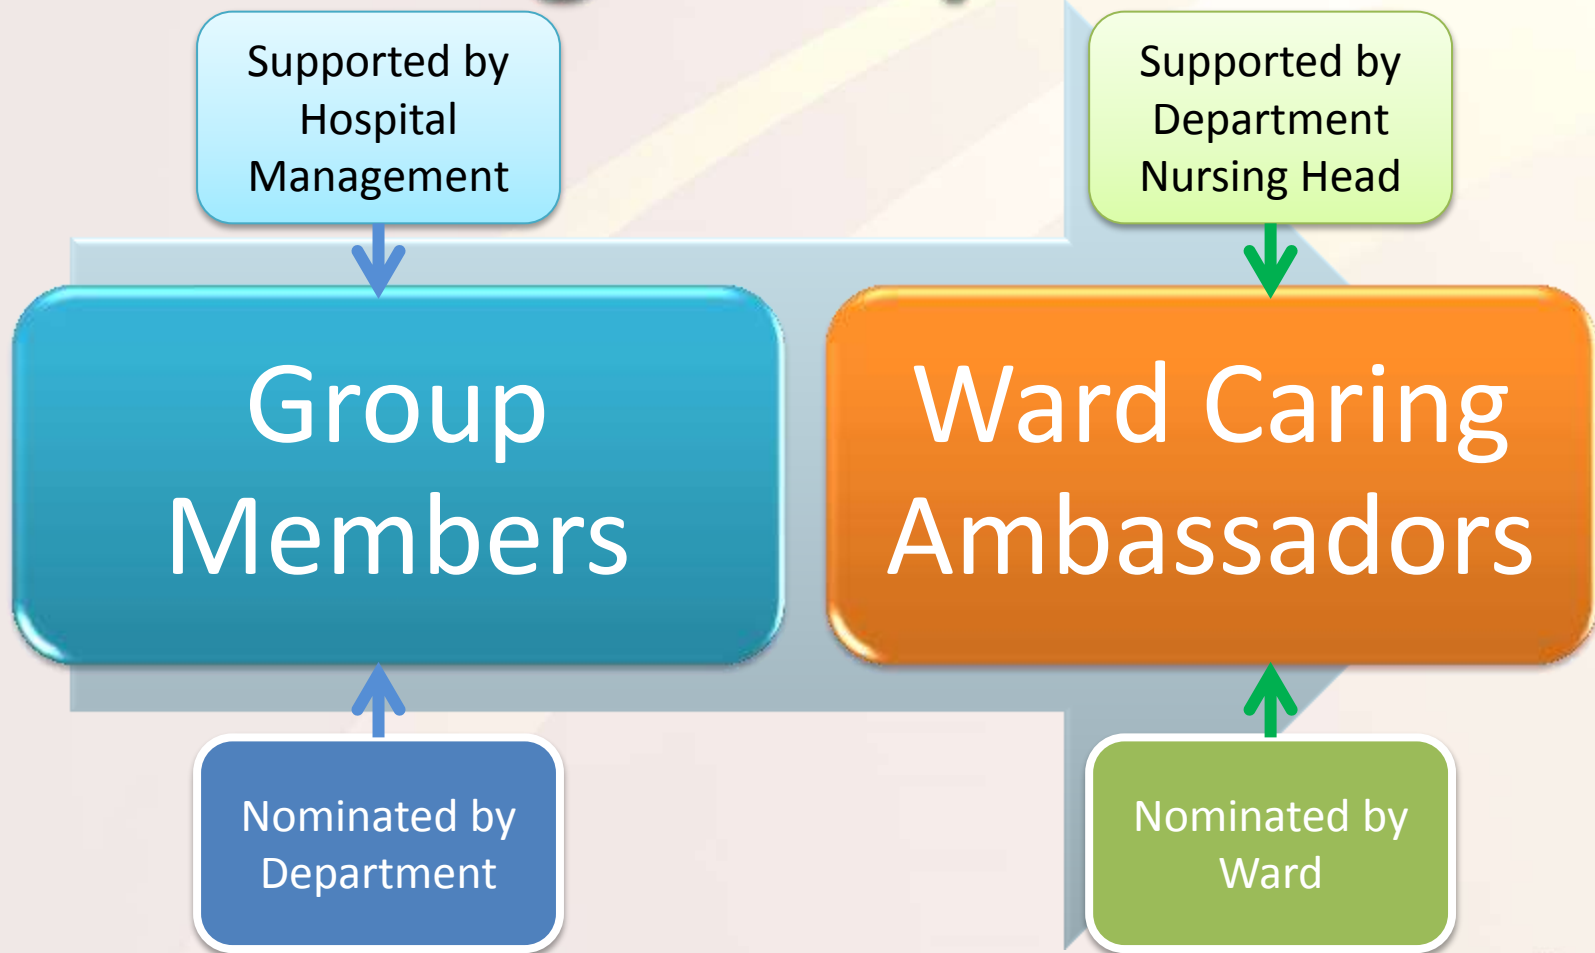 Supported by
Hospital
Management
Supported by
Department
Nursing Head
Group
Members
Ward Caring
Ambassadors
Nominated by
Department
Nominated by
Ward